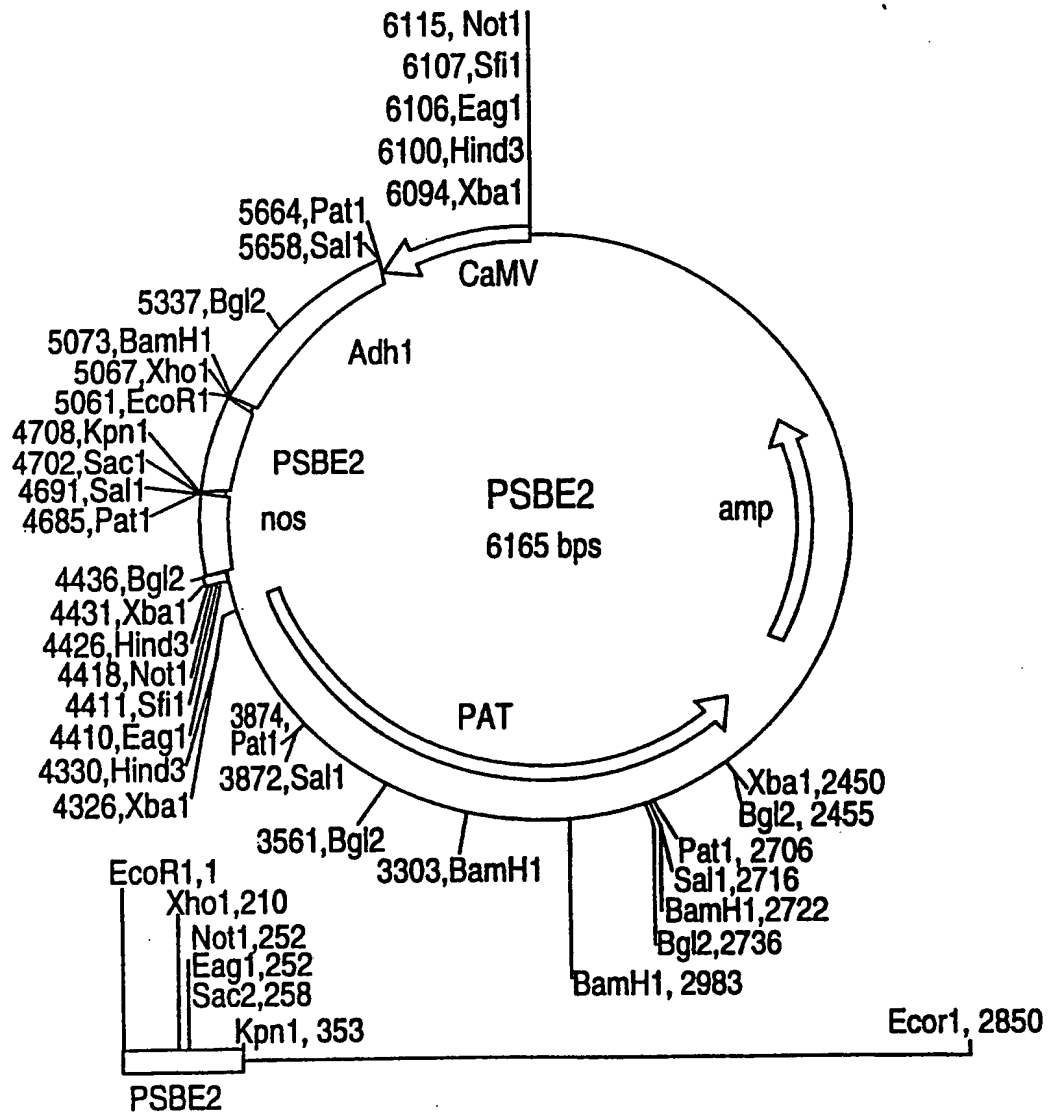 6115, Not1
6107,Sfi1
6106,Eag1
6100,Hind3
6094,Xba1
5664,Pat1
5658,Sal1
CaMV
5337,Bgl2
Adh1
5073,BamH1
5067,Xho1
5061,EcoR1
4708,Kpn1
4702,Sac1
4691,Sal1
4685,Pat1
PSBE2
nos
PSBE2
6165 bps
amp
4436,Bgl2
4431,Xba1
4426,Hind3
4418,Not1
4411,Sfi1
4410,Eag1
4330,Hind3
4326,Xba1
PAT
3874,
Pat1
3872,Sal1
3561,Bgl2
3303,BamH1
Xba1,2450
Bgl2, 2455
Pat1, 2706
Sal1,2716
BamH1,2722
Bgl2,2736
BamH1, 2983
EcoR1,1
Xho1,210
Not1,252
Eag1,252
Sac2,258
Kpn1, 353
Ecor1, 2850
PSBE2